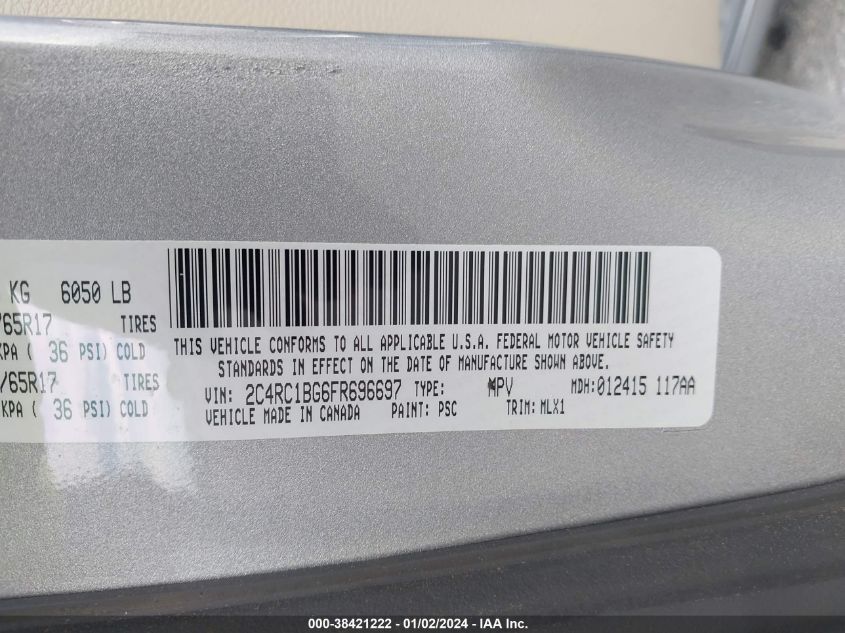 KG 6050 LB
/65R17 TIRES
KPA ( 36 PSI) COLD
/65R17 TIRES
KPA ( 36 PSI) COLD
THIS VEHICLE CONFORMS TO ALL APPLICABLE U.S.A. FEDERAL MOTOR VEHICLE SAFETY
STANDARDS IN EFFECT ON THE DATE OF MANUFACTURE SHOWN ABOVE.
VIN: 2C4RC1BG6FR696697 TYPE: MPV MDH: 012415 117AA
VEHICLE MADE IN CANADA PAINT: PSC TRIM: MLX1
000-38421222 - 01/02/2024 - IAA Inc.